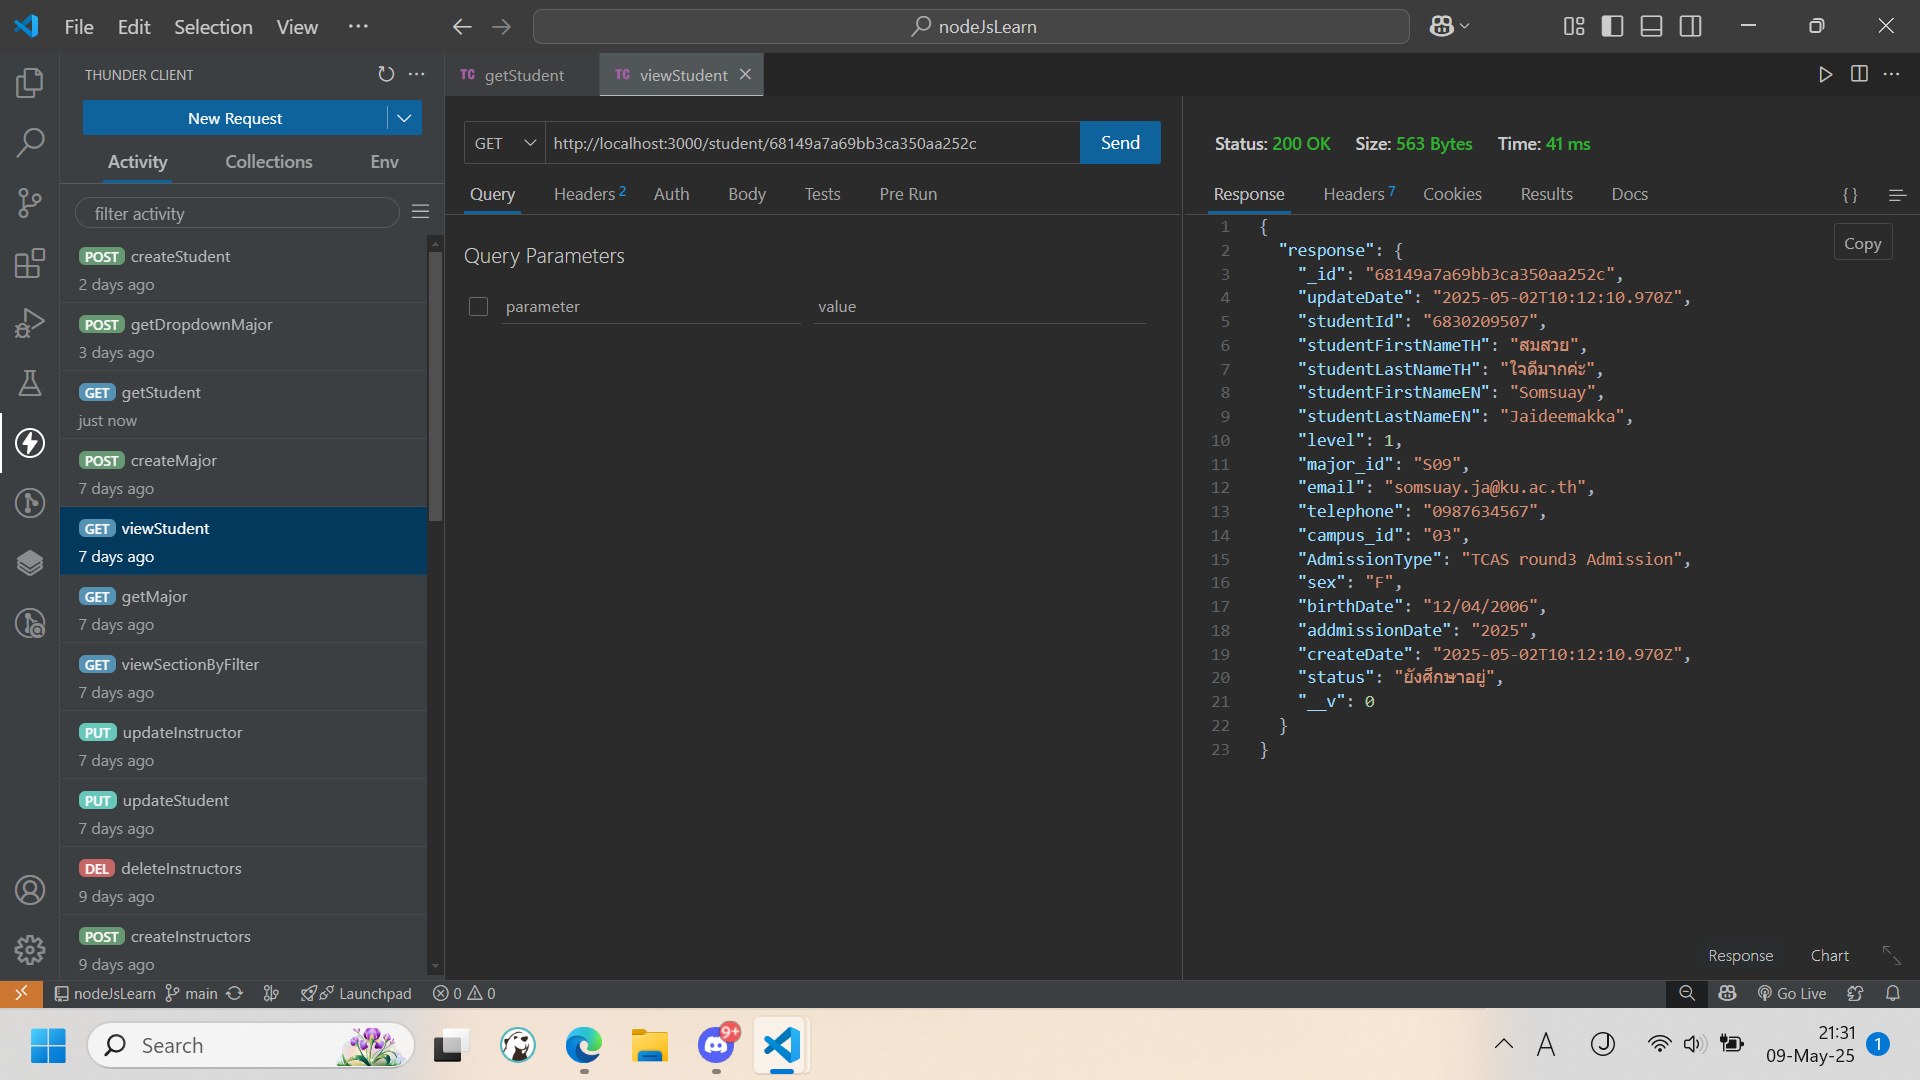 File Edit Selection View ···
nodeJsLearn
THUNDER CLIENT
New Request
Activity Collections Env
filter activity
POST createStudent
2 days ago
POST getDropdownMajor
3 days ago
GET getStudent
just now
POST createMajor
7 days ago
GET viewStudent
7 days ago
GET getMajor
7 days ago
GET viewSectionByFilter
7 days ago
PUT updateInstructor
7 days ago
PUT updateStudent
7 days ago
DEL deleteInstructors
9 days ago
POST createInstructors
9 days ago
TC getStudent
TC viewStudent
GET http://localhost:3000/student/68149a7a69bb3ca350aa252c Send
Query Headers 2 Auth Body Tests Pre Run
Query Parameters
parameter value
Status: 200 OK Size: 563 Bytes Time: 41 ms
Response Headers 7 Cookies Results Docs { }
Copy
1 {
2 "response": {
3 "_id": "68149a7a69bb3ca350aa252c",
4 "updateDate": "2025-05-02T10:12:10.970Z",
5 "studentId": "6830209507",
6 "studentFirstNameTH": "สมสวย",
7 "studentLastNameTH": "ใจดีมากค่ะ",
8 "studentFirstNameEN": "Somsuay",
9 "studentLastNameEN": "Jaideemakka",
10 "level": 1,
11 "major_id": "S09",
12 "email": "somsuay.ja@ku.ac.th",
13 "telephone": "0987634567",
14 "campus_id": "03",
15 "AdmissionType": "TCAS round3 Admission",
16 "sex": "F",
17 "birthDate": "12/04/2006",
18 "addmissionDate": "2025",
19 "createDate": "2025-05-02T10:12:10.970Z",
20 "status": "ยังศึกษาอยู่",
21 "__v": 0
22 }
23 }
Response Chart
nodeJsLearn main Launchpad 0 0
Go Live
Search
9+
A J
21:31
09-May-25 1